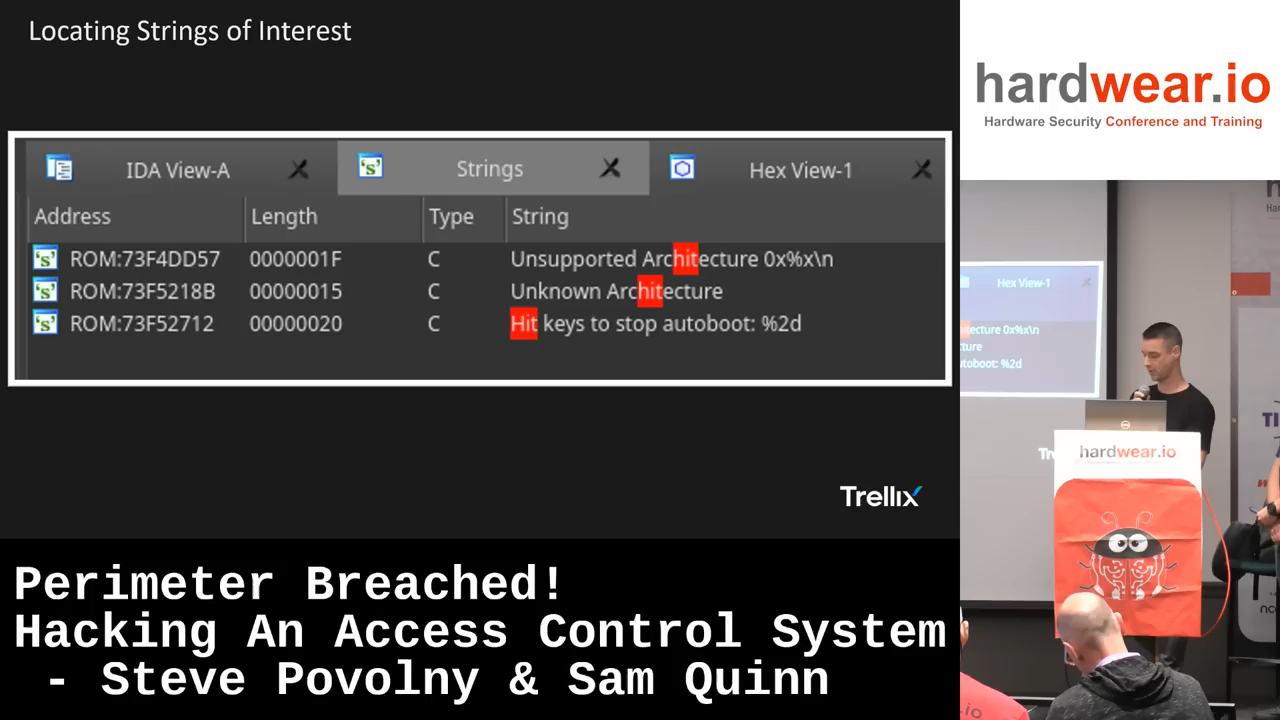 Locating Strings of Interest
hardwear.io
Hardware Security Conference and Training
IDA View-A
Strings
Hex View-1
Address Length Type String
ROM:73F4DD57 0000001F C Unsupported Architecture 0x%x\n
ROM:73F5218B 00000015 C Unknown Architecture
ROM:73F52712 00000020 C Hit keys to stop autoboot: %2d
Hex View-1
itecture 0x%x\n
cture
utoboot: %2d
Tr
hardwear.io
Trellix
Perimeter Breached!
Hacking An Access Control System
- Steve Povolny & Sam Quinn